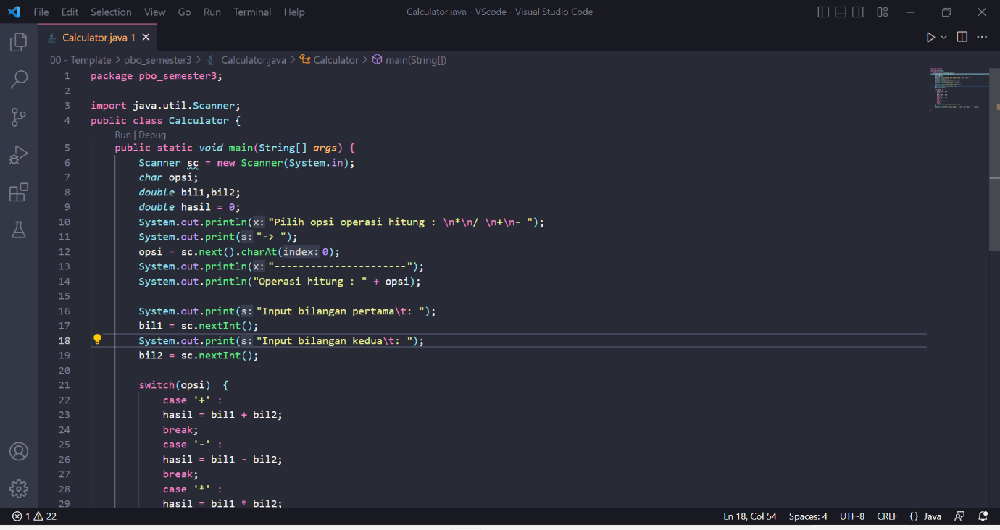 File Edit Selection View Go Run Terminal Help Calculator.java - VScode - Visual Studio Code
Calculator.java 1
00 - Template > pbo_semester3 > Calculator.java > Calculator > main(String[])
1 package pbo_semester3;
2
3 import java.util.Scanner;
4 public class Calculator {
Run | Debug
5 public static void main(String[] args) {
6 Scanner sc = new Scanner(System.in);
7 char opsi;
8 double bil1,bil2;
9 double hasil = 0;
10 System.out.println(x: "Pilih opsi operasi hitung : \n*\n/ \n+\n- ");
11 System.out.print(s: "-> ");
12 opsi = sc.next().charAt(index: 0);
13 System.out.println(x: "----------------------");
14 System.out.println("Operasi hitung : " + opsi);
15
16 System.out.print(s: "Input bilangan pertama\t: ");
17 bil1 = sc.nextInt();
18 System.out.print(s: "Input bilangan kedua\t: ");
19 bil2 = sc.nextInt();
20
21 switch(opsi)  {
22 case '+' :
23 hasil = bil1 + bil2;
24 break;
25 case '-' :
26 hasil = bil1 - bil2;
27 break;
28 case '*' :
29 hasil = bil1 * bil2;
1 22 Ln 18, Col 54 Spaces: 4 UTF-8 CRLF {} Java